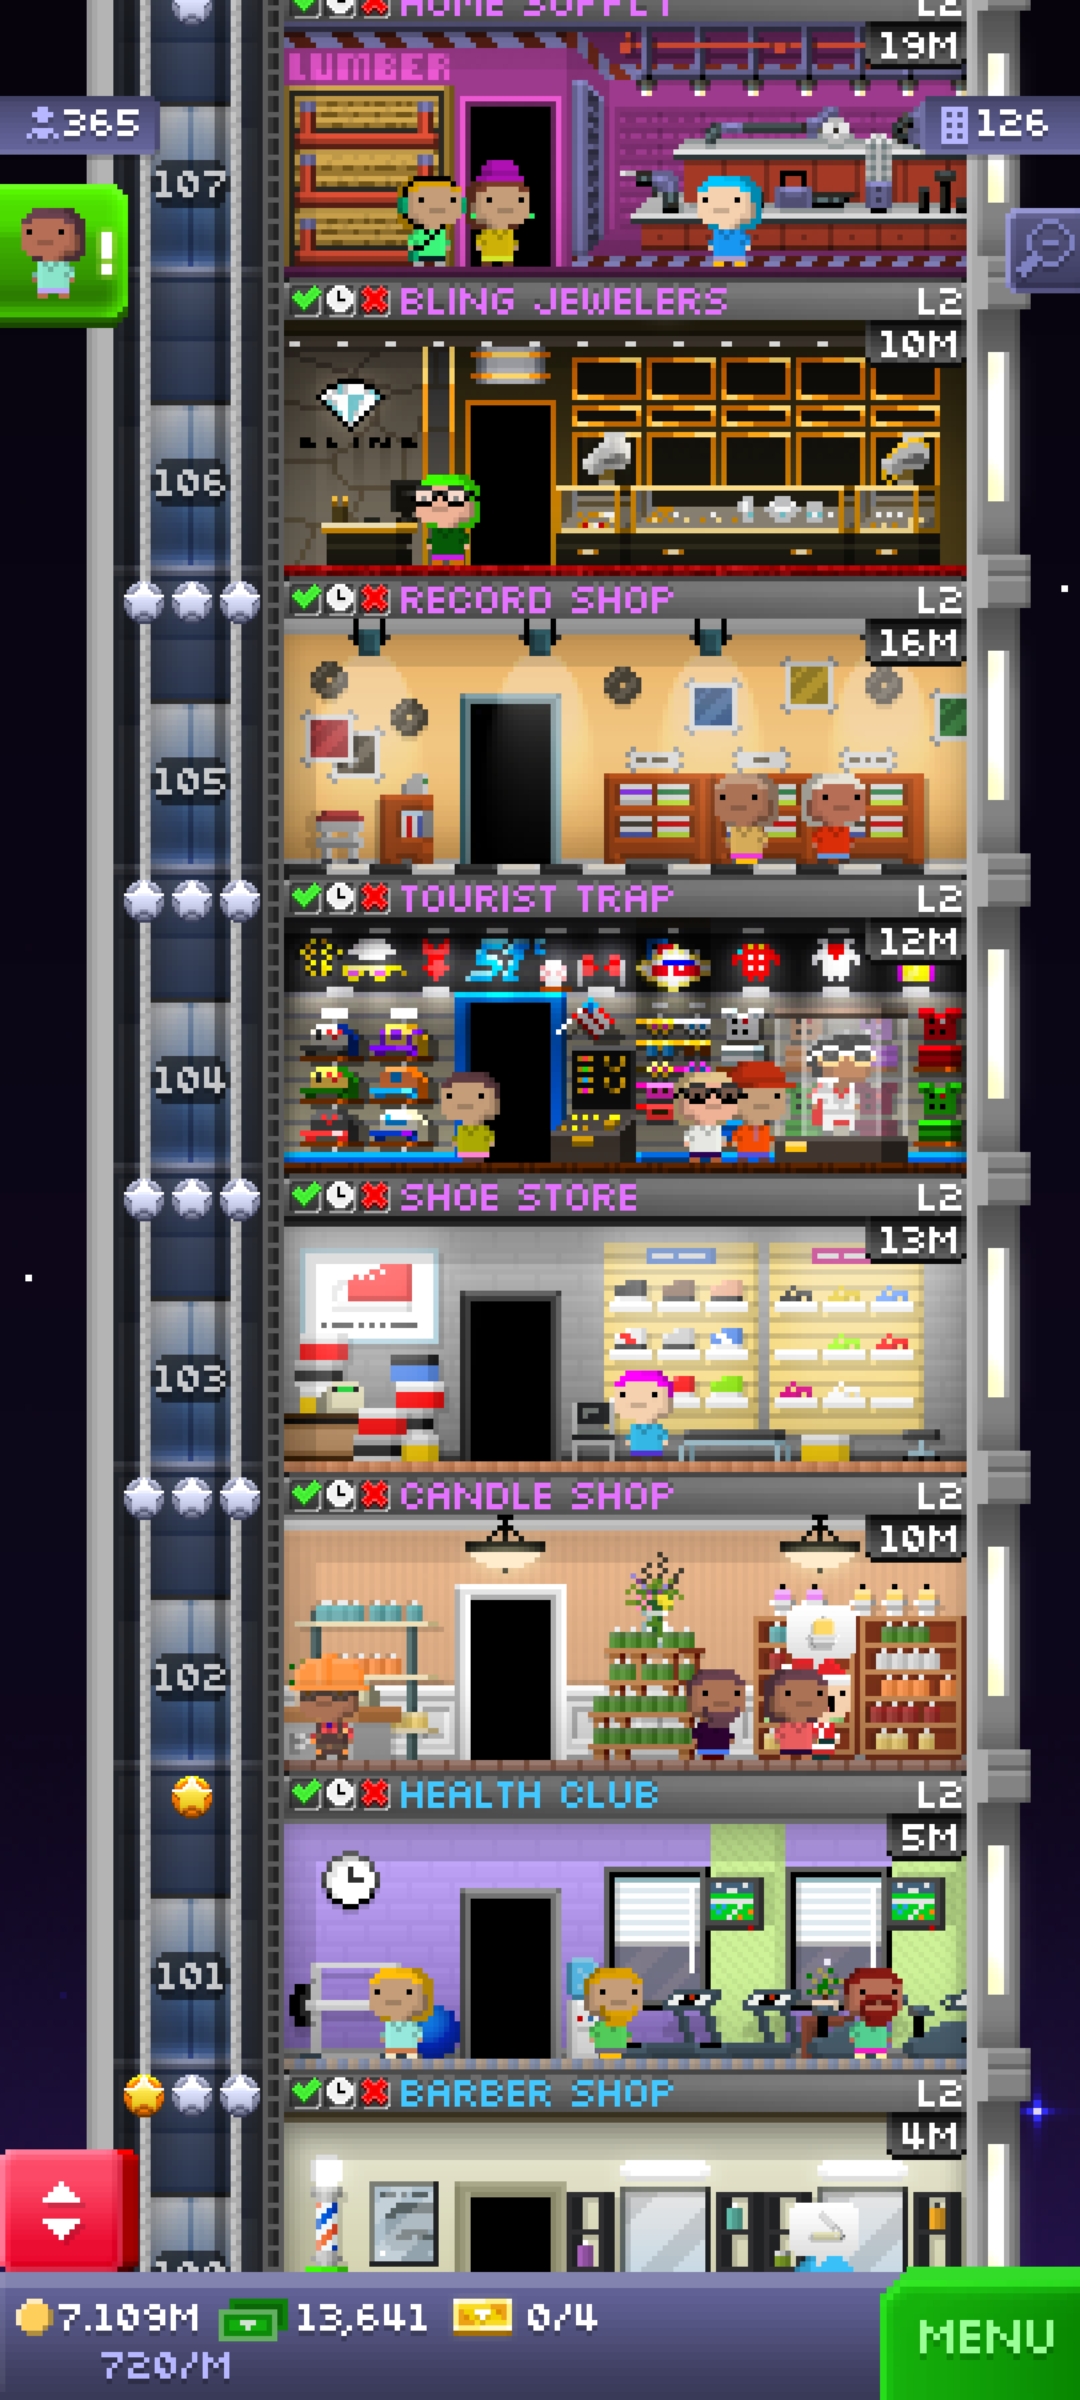 HOME SUPPLY L2
19M
LUMBER
365
126
107
!
BLING JEWELERS L2
10M
BLING
106
RECORD SHOP L2
16M
105
TOURIST TRAP L2
12M
104
SHOE STORE L2
13M
103
CANDLE SHOP L2
10M
102
HEALTH CLUB L2
5M
101
BARBER SHOP L2
4M
7.109M 13,641 0/4
720/M
MENU